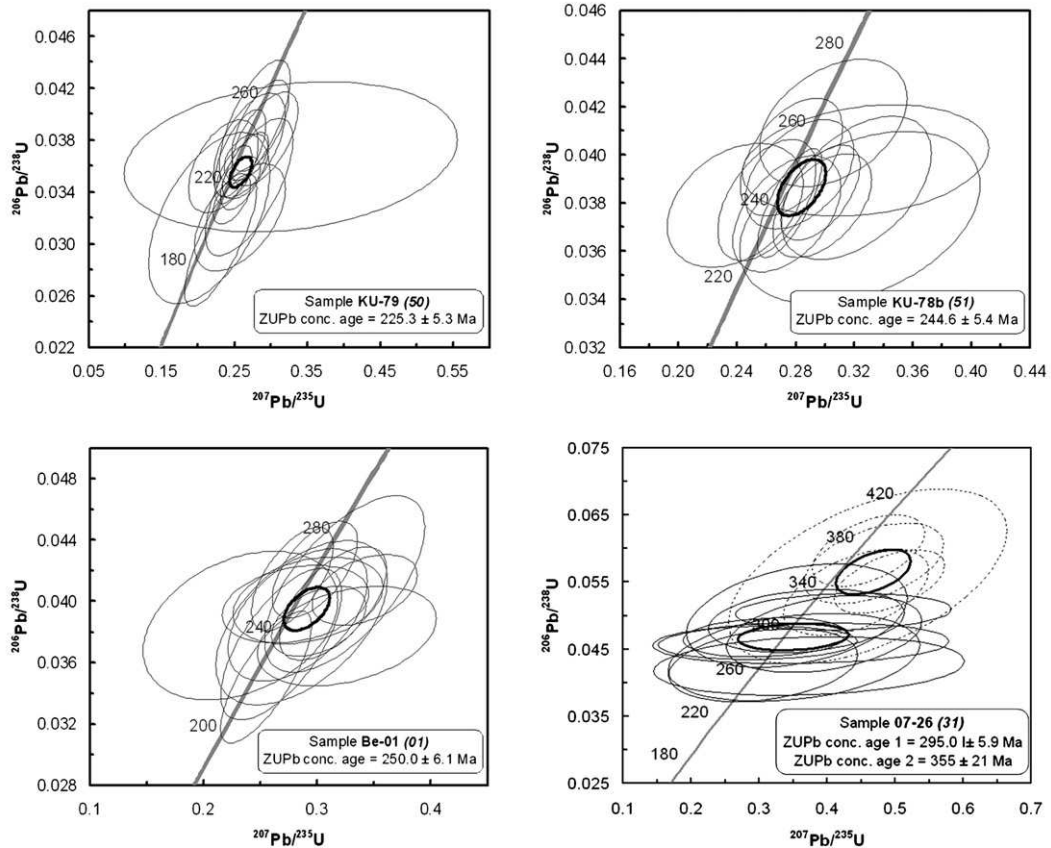 0.046
0.042
0.038
0.034
0.030
0.026
0.022
²⁰⁶Pb/²³⁸U
260
220
180
Sample KU-79 (50)
ZUPb conc. age = 225.3 ± 5.3 Ma
0.05 0.15 0.25 0.35 0.45 0.55
²⁰⁷Pb/²³⁵U
0.046
0.044
0.042
0.040
0.038
0.036
0.034
0.032
²⁰⁶Pb/²³⁸U
280
260
240
220
Sample KU-78b (51)
ZUPb conc. age = 244.6 ± 5.4 Ma
0.16 0.20 0.24 0.28 0.32 0.36 0.40 0.44
²⁰⁷Pb/²³⁵U
0.048
0.044
0.040
0.036
0.032
0.028
²⁰⁶Pb/²³⁸U
280
240
200
Sample Be-01 (01)
ZUPb conc. age = 250.0 ± 6.1 Ma
0.1 0.2 0.3 0.4
²⁰⁷Pb/²³⁵U
0.075
0.065
0.055
0.045
0.035
0.025
²⁰⁶Pb/²³⁸U
420
380
340
300
260
220
180
Sample 07-26 (31)
ZUPb conc. age 1 = 295.0 I± 5.9 Ma
ZUPb conc. age 2 = 355 ± 21 Ma
0.1 0.2 0.3 0.4 0.5 0.6 0.7
²⁰⁷Pb/²³⁵U